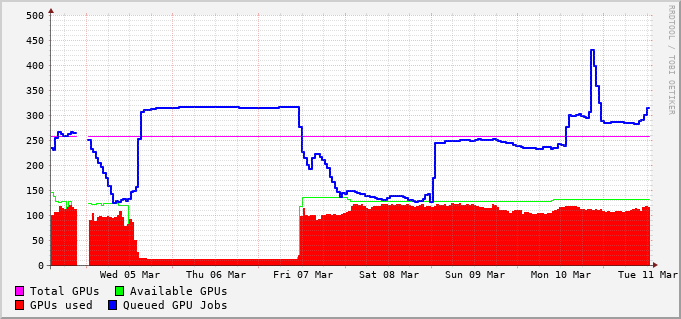 500
450
400
350
300
250
200
150
100
50
0
Wed 05 Mar Thu 06 Mar Fri 07 Mar Sat 08 Mar Sun 09 Mar Mon 10 Mar Tue 11 Mar
Total GPUs Available GPUs
GPUs used Queued GPU Jobs
RRDTOOL / TOBI OETIKER